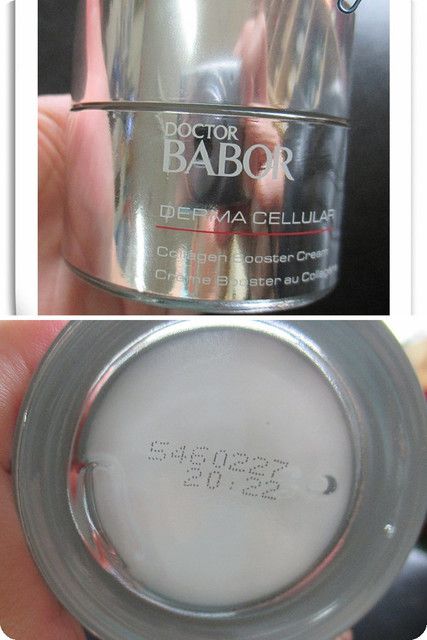 DOCTOR
BABOR
DERMA CELLULAR
Collagen Booster Cream
Crème Booster au Collagène
5460227
20:22